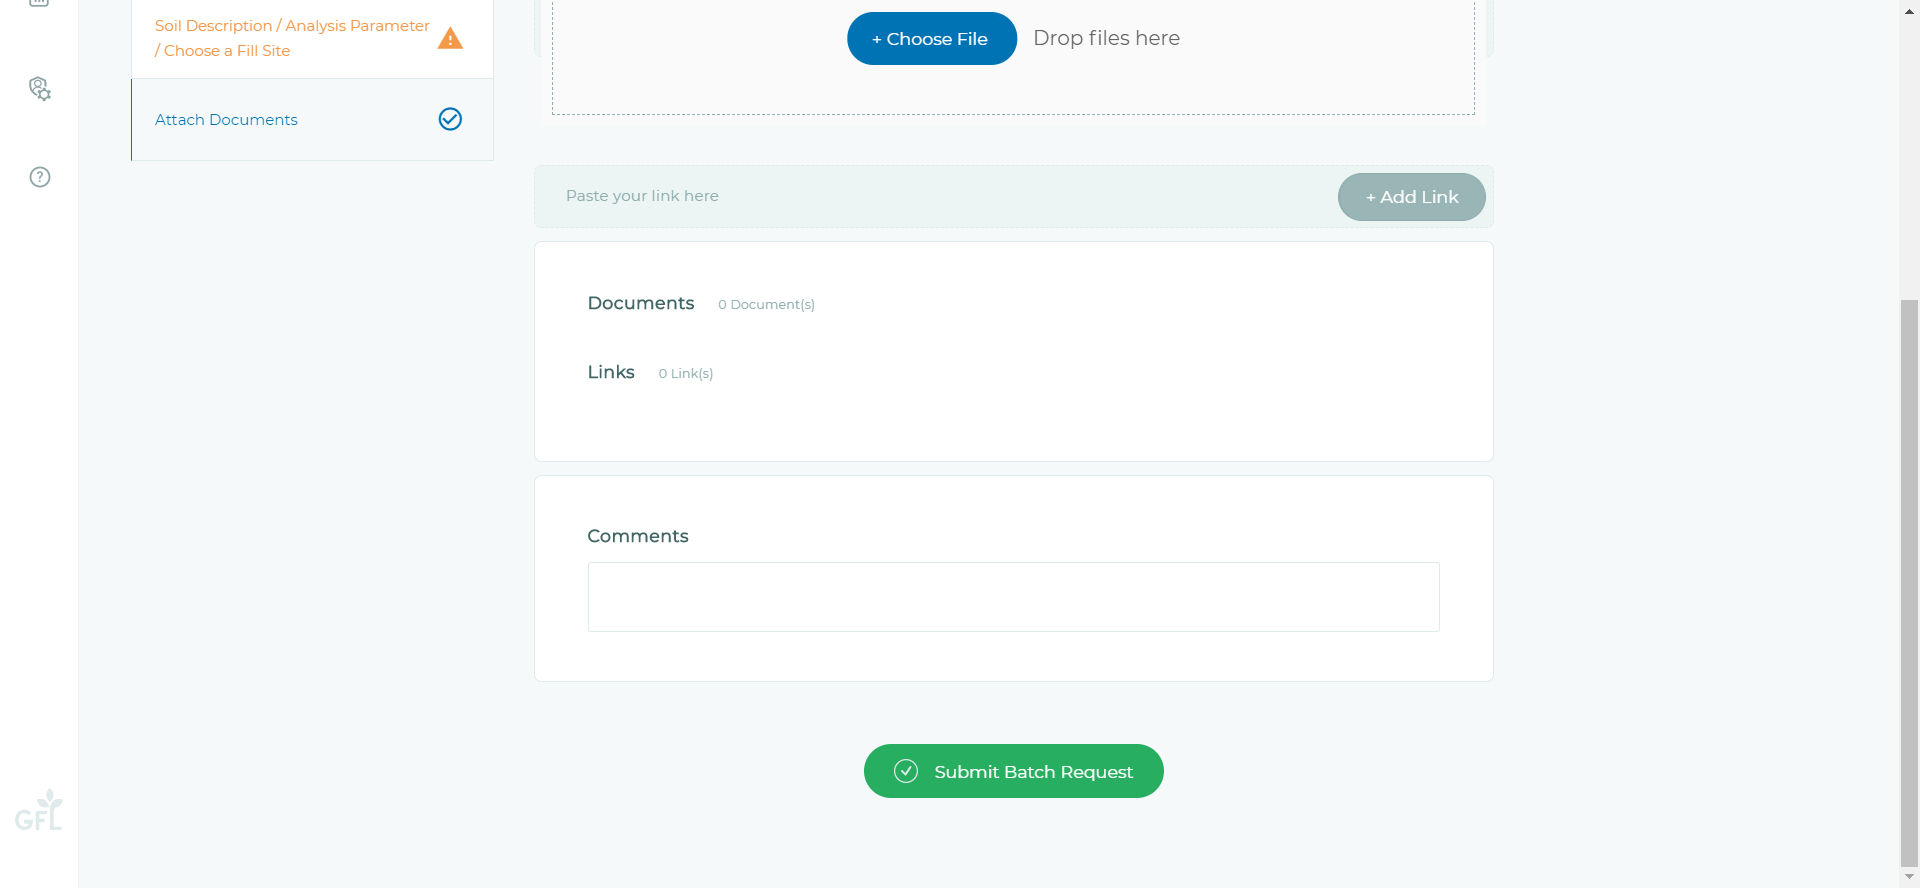 Soil Description / Analysis Parameter
/ Choose a Fill Site
Attach Documents
+ Choose File
Drop files here
Paste your link here
+ Add Link
Documents
0 Document(s)
Links
0 Link(s)
Comments
Submit Batch Request
GFL